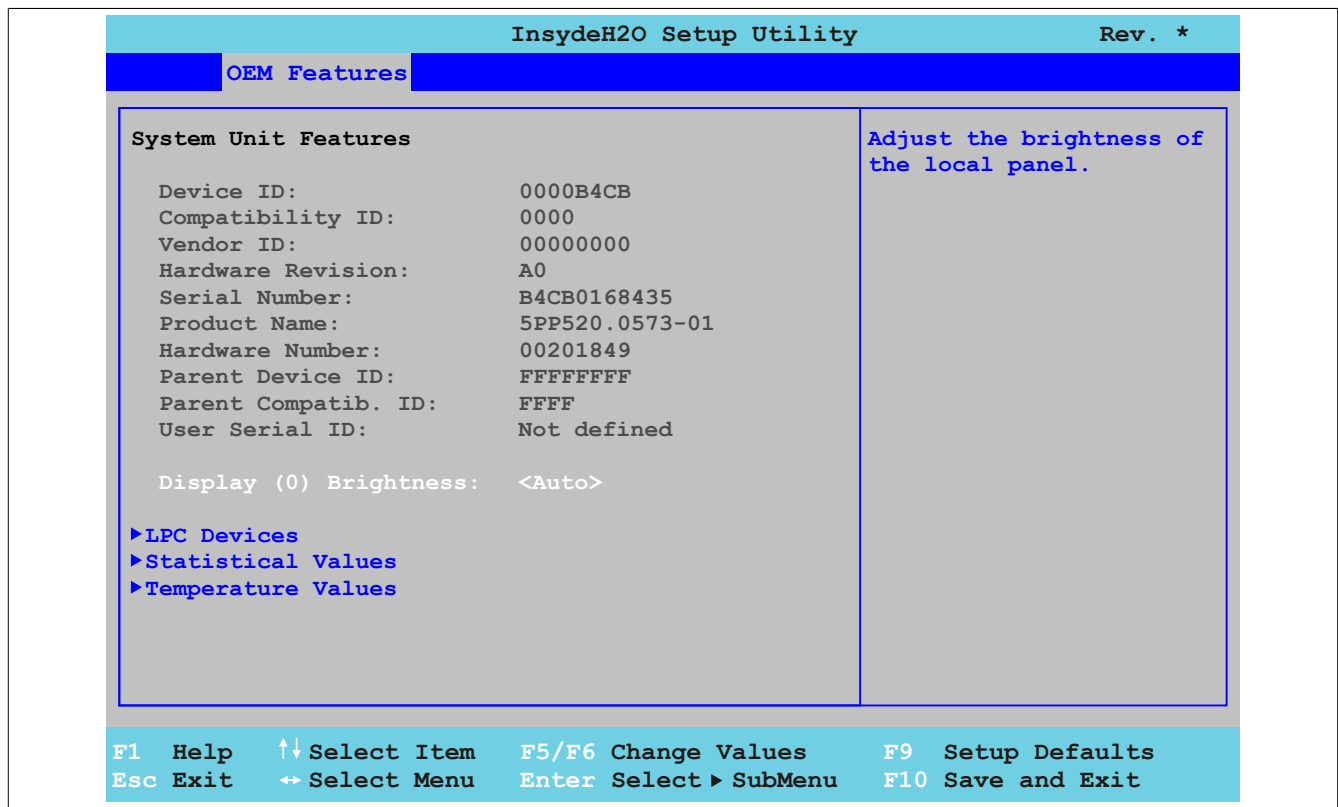 InsydeH2O Setup Utility Rev. *
OEM Features
System Unit Features
Device ID: 0000B4CB
Compatibility ID: 0000
Vendor ID: 00000000
Hardware Revision: A0
Serial Number: B4CB0168435
Product Name: 5PP520.0573-01
Hardware Number: 00201849
Parent Device ID: FFFFFFFF
Parent Compatib. ID: FFFF
User Serial ID: Not defined
Display (0) Brightness: <Auto>
▶LPC Devices
▶Statistical Values
▶Temperature Values
Adjust the brightness of
the local panel.
F1 Help ↑↓ Select Item F5/F6 Change Values F9 Setup Defaults
Esc Exit ↔ Select Menu Enter Select ▶ SubMenu F10 Save and Exit